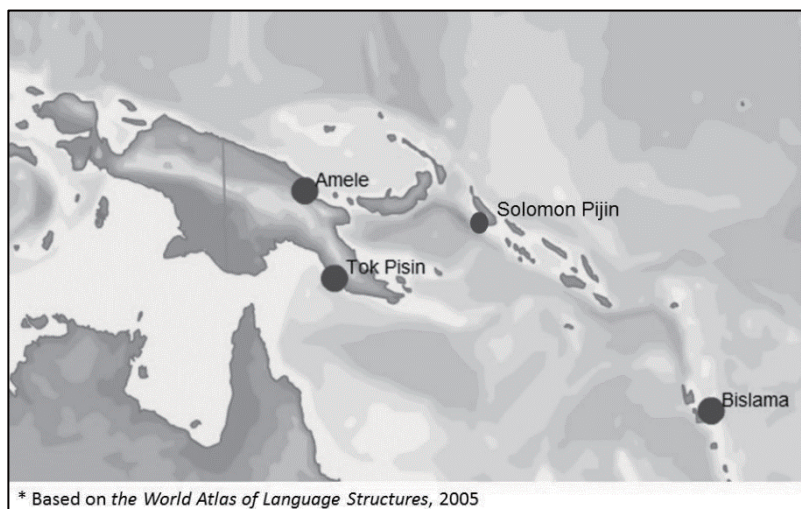 Amele
Solomon Pijin
Tok Pisin
Bislama
* Based on the World Atlas of Language Structures, 2005